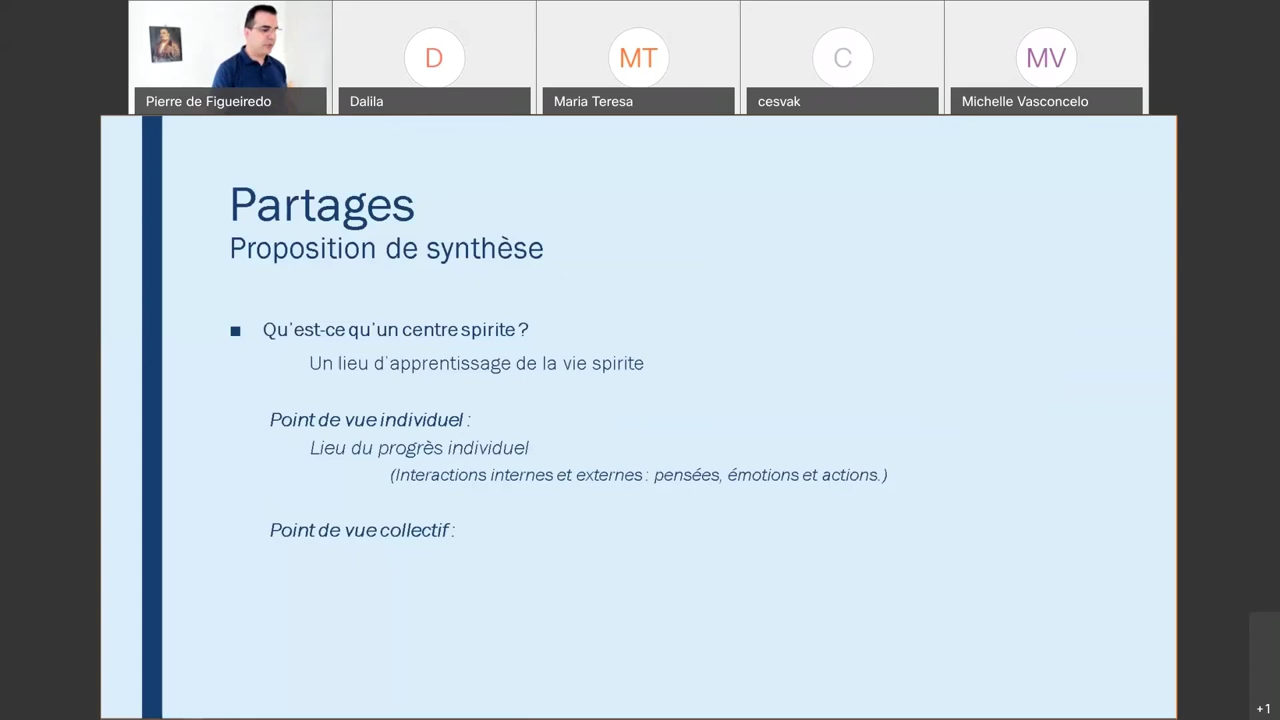 D
MT
C
MV
Pierre de Figueiredo
Dalila
Maria Teresa
cesvak
Michelle Vasconcelo
Partages
Proposition de synthèse
Qu'est-ce qu'un centre spirite ?
Un lieu d'apprentissage de la vie spirite
Point de vue individuel :
Lieu du progrès individuel
(Interactions internes et externes : pensées, émotions et actions.)
Point de vue collectif :
+1